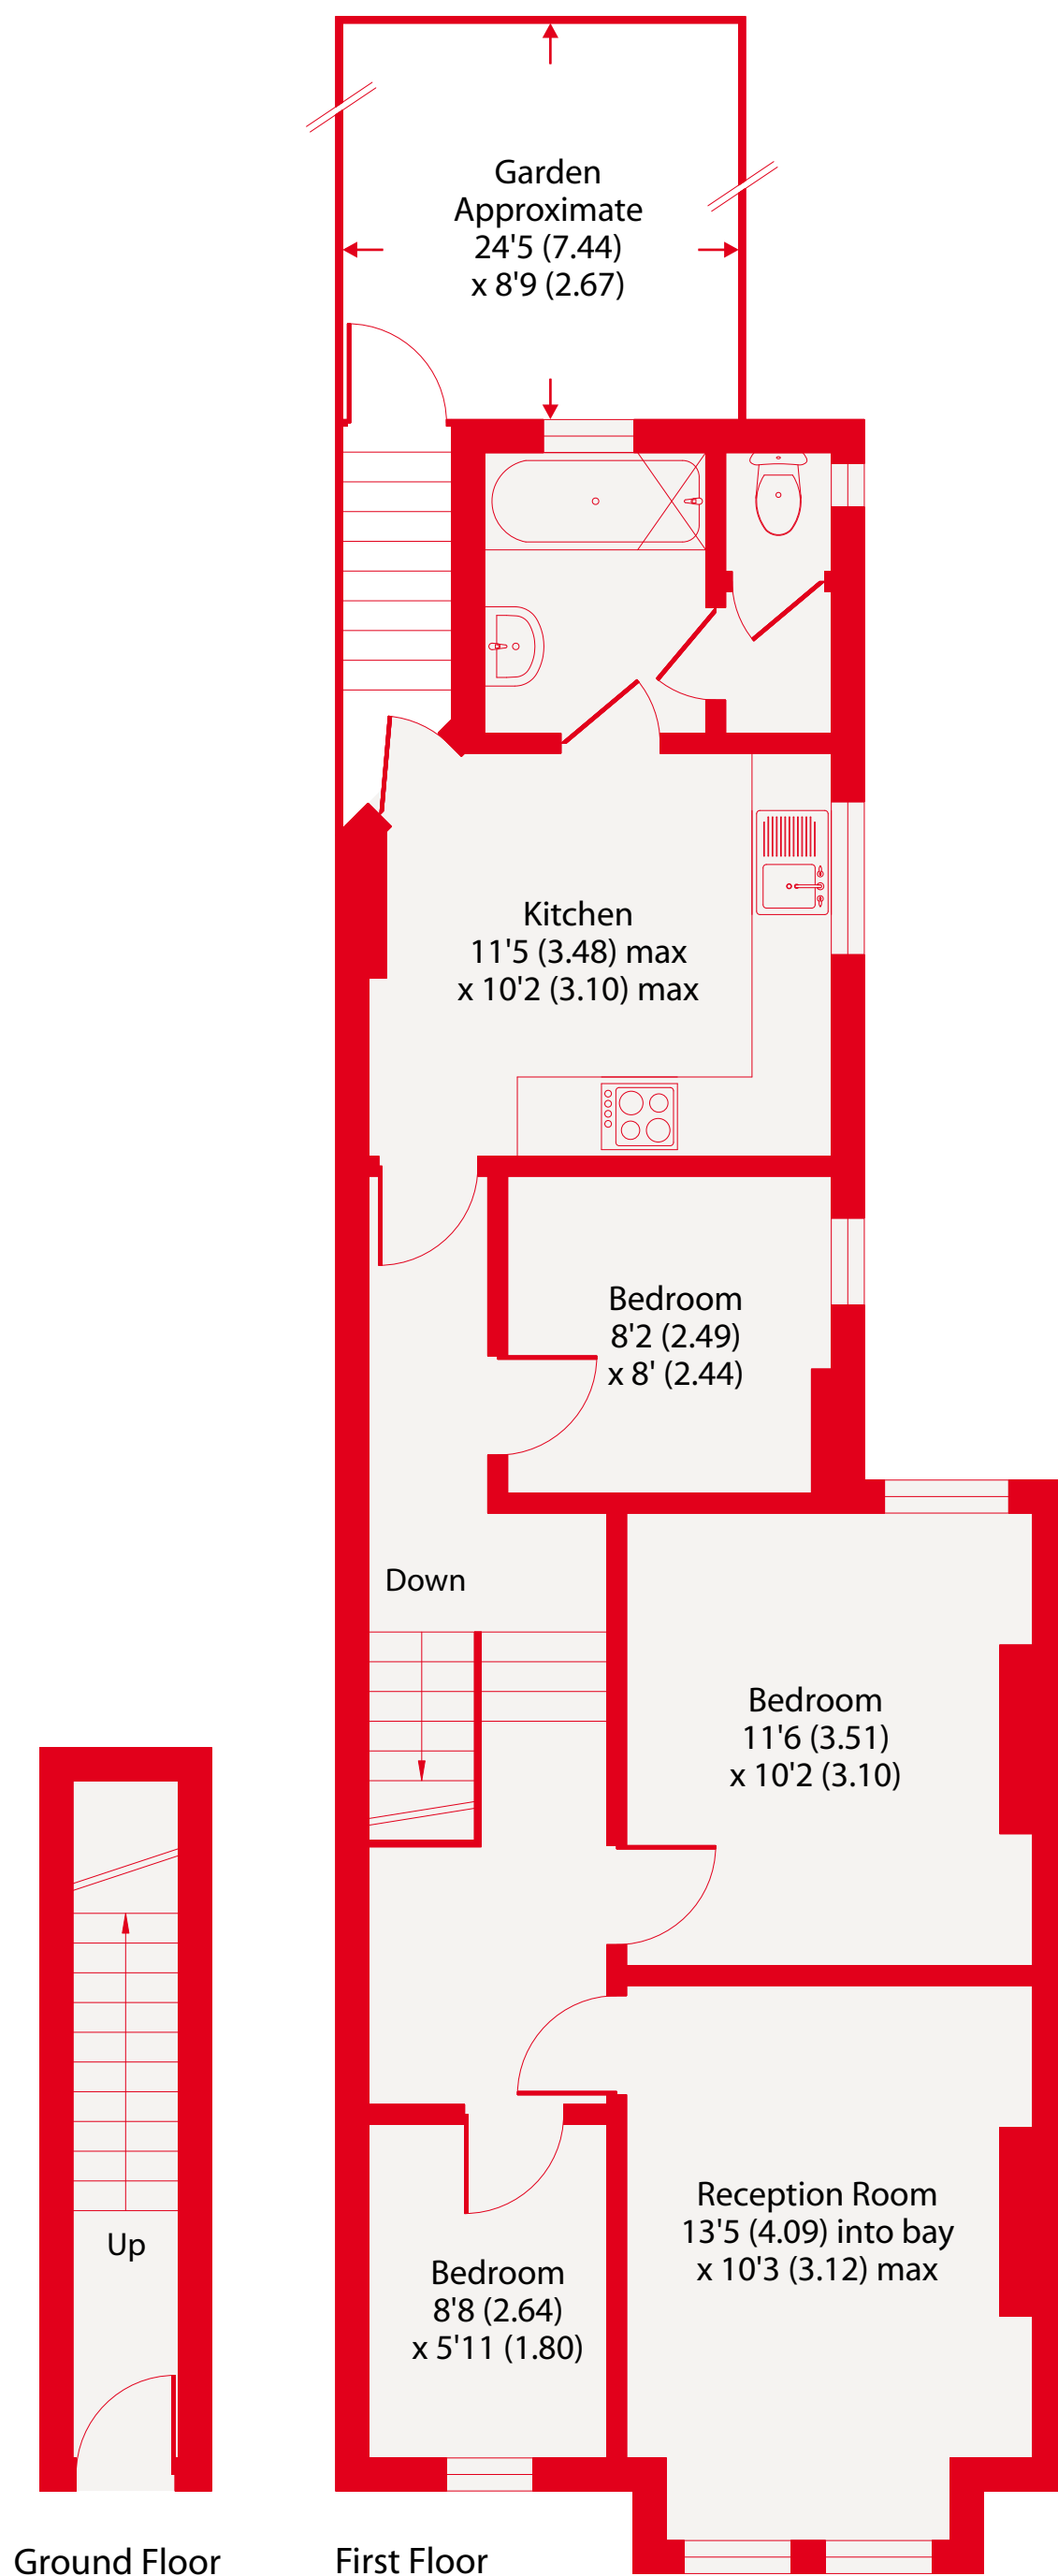 Garden
Approximate
24'5 (7.44)
x 8'9 (2.67)
Kitchen
11'5 (3.48) max
x 10'2 (3.10) max
Bedroom
8'2 (2.49)
x 8' (2.44)
Down
Bedroom
11'6 (3.51)
x 10'2 (3.10)
Reception Room
13'5 (4.09) into bay
x 10'3 (3.12) max
Up
Bedroom
8'8 (2.64)
x 5'11 (1.80)
Ground Floor
First Floor